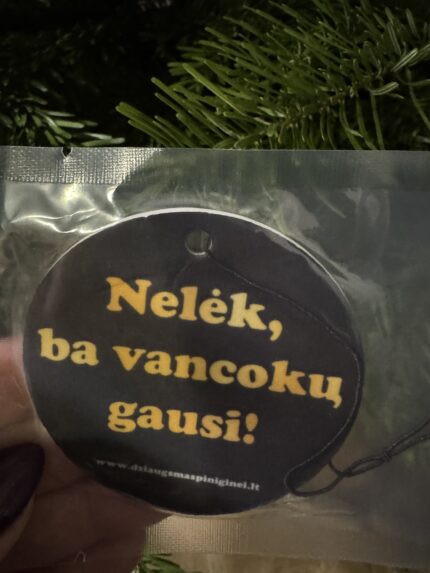 Nelėk,
ba vancokų
gausi!
www.dziaugsmaspiniginei.lt